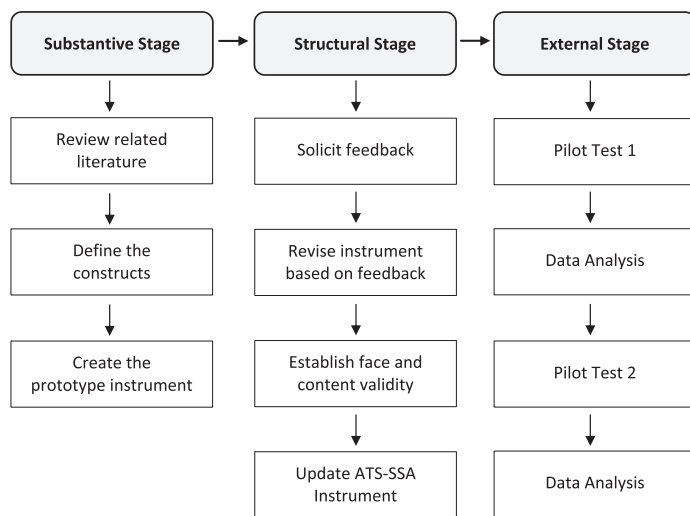 Substantive Stage
Structural Stage
External Stage
Review related
literature
Define the
constructs
Create the
prototype instrument
Solicit feedback
Revise instrument
based on feedback
Establish face and
content validity
Update ATS-SSA
Instrument
Pilot Test 1
Data Analysis
Pilot Test 2
Data Analysis